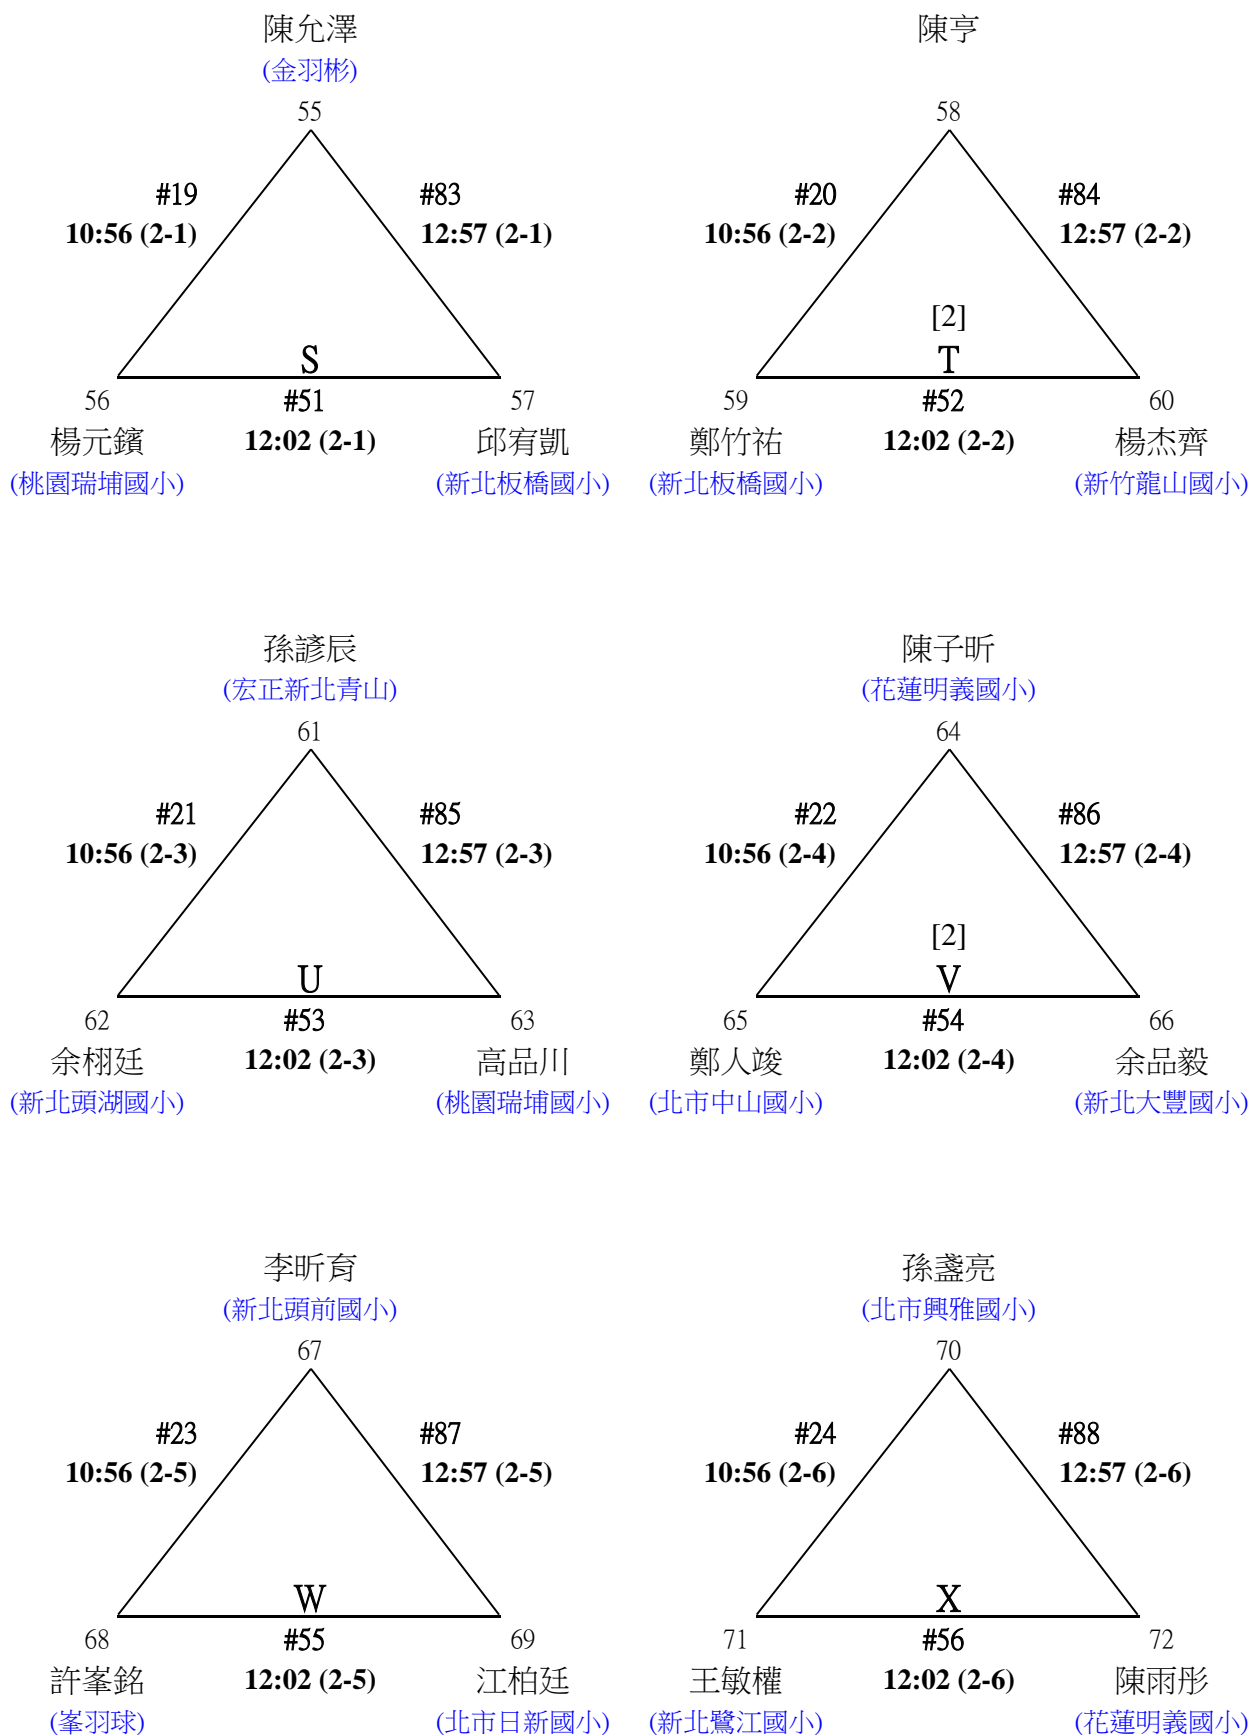 陳允澤
(金羽彬)
55
#19
10:56 (2-1)
#83
12:57 (2-1)
S
56
#51
57
楊元鑌
12:02 (2-1)
邱宥凱
(桃園瑞埔國小)
(新北板橋國小)
陳亨
58
#20
10:56 (2-2)
#84
12:57 (2-2)
[2]
T
59
#52
60
鄭竹祐
12:02 (2-2)
楊杰齊
(新北板橋國小)
(新竹龍山國小)
孫諺辰
(宏正新北青山)
61
#21
10:56 (2-3)
#85
12:57 (2-3)
U
62
#53
63
余栩廷
12:02 (2-3)
高品川
(新北頭湖國小)
(桃園瑞埔國小)
陳子昕
(花蓮明義國小)
64
#22
10:56 (2-4)
#86
12:57 (2-4)
[2]
V
65
#54
66
鄭人竣
12:02 (2-4)
余品毅
(北市中山國小)
(新北大豐國小)
李昕育
(新北頭前國小)
67
#23
10:56 (2-5)
#87
12:57 (2-5)
W
68
#55
69
許峯銘
12:02 (2-5)
江柏廷
(峯羽球)
(北市日新國小)
孫盞亮
(北市興雅國小)
70
#24
10:56 (2-6)
#88
12:57 (2-6)
X
71
#56
72
王敏權
12:02 (2-6)
陳雨彤
(新北鷺江國小)
(花蓮明義國小)